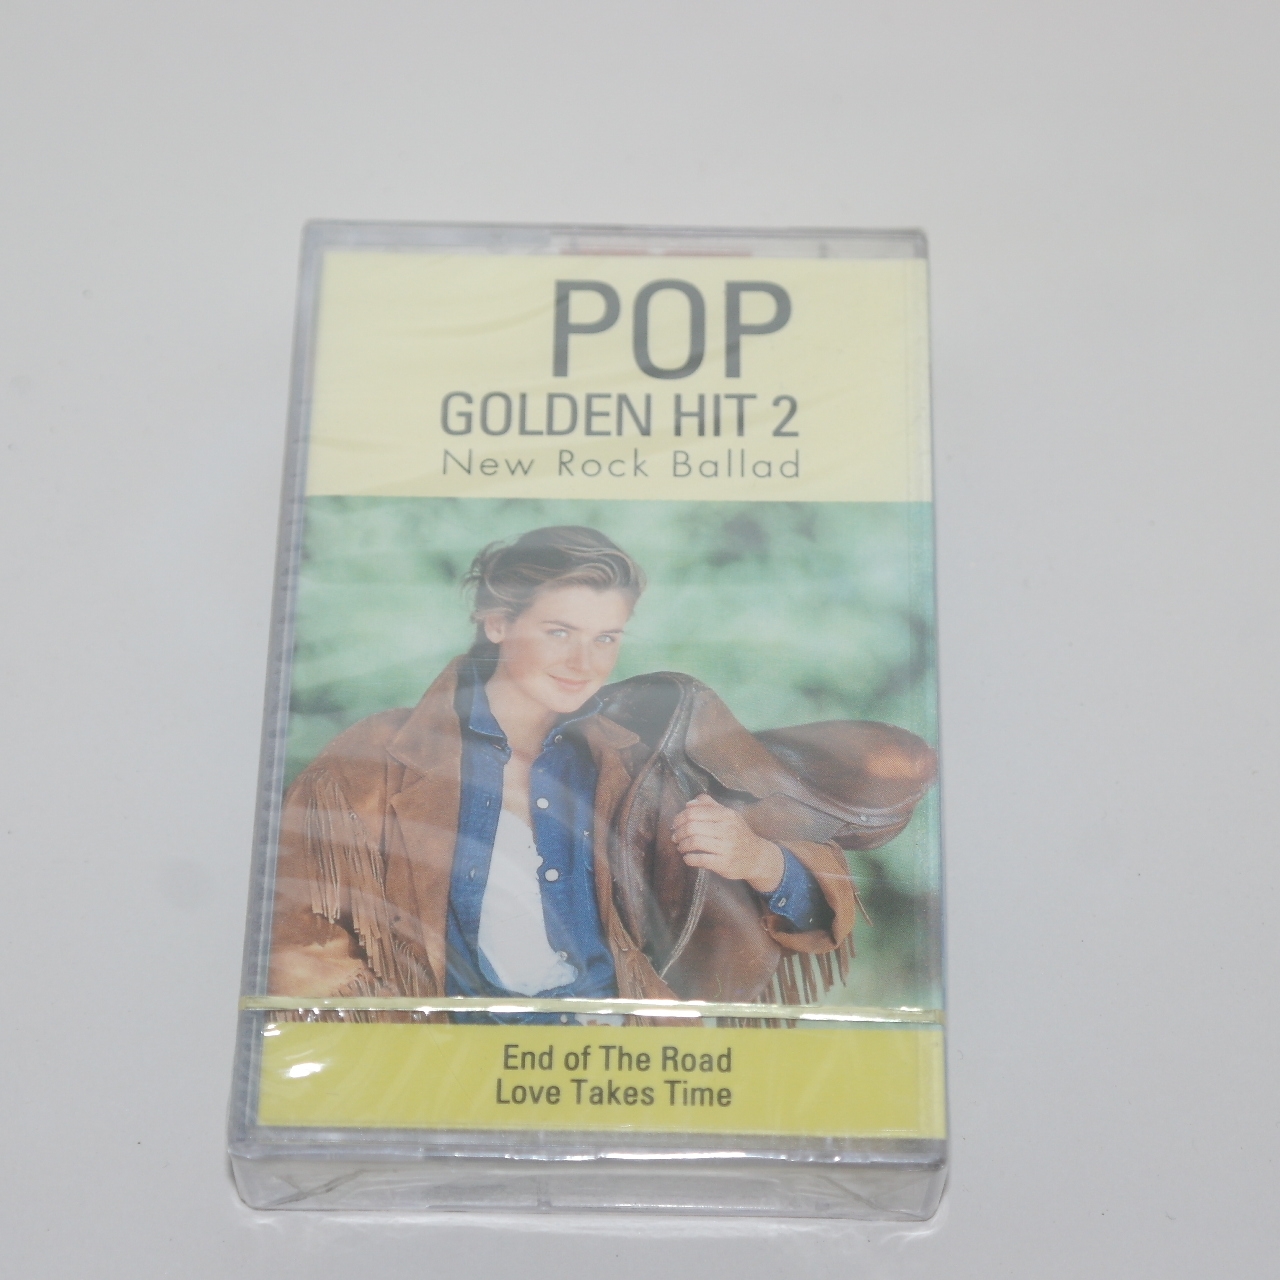 POP
GOLDEN HIT 2
New Rock Ballad
End of The Road
Love Takes Time